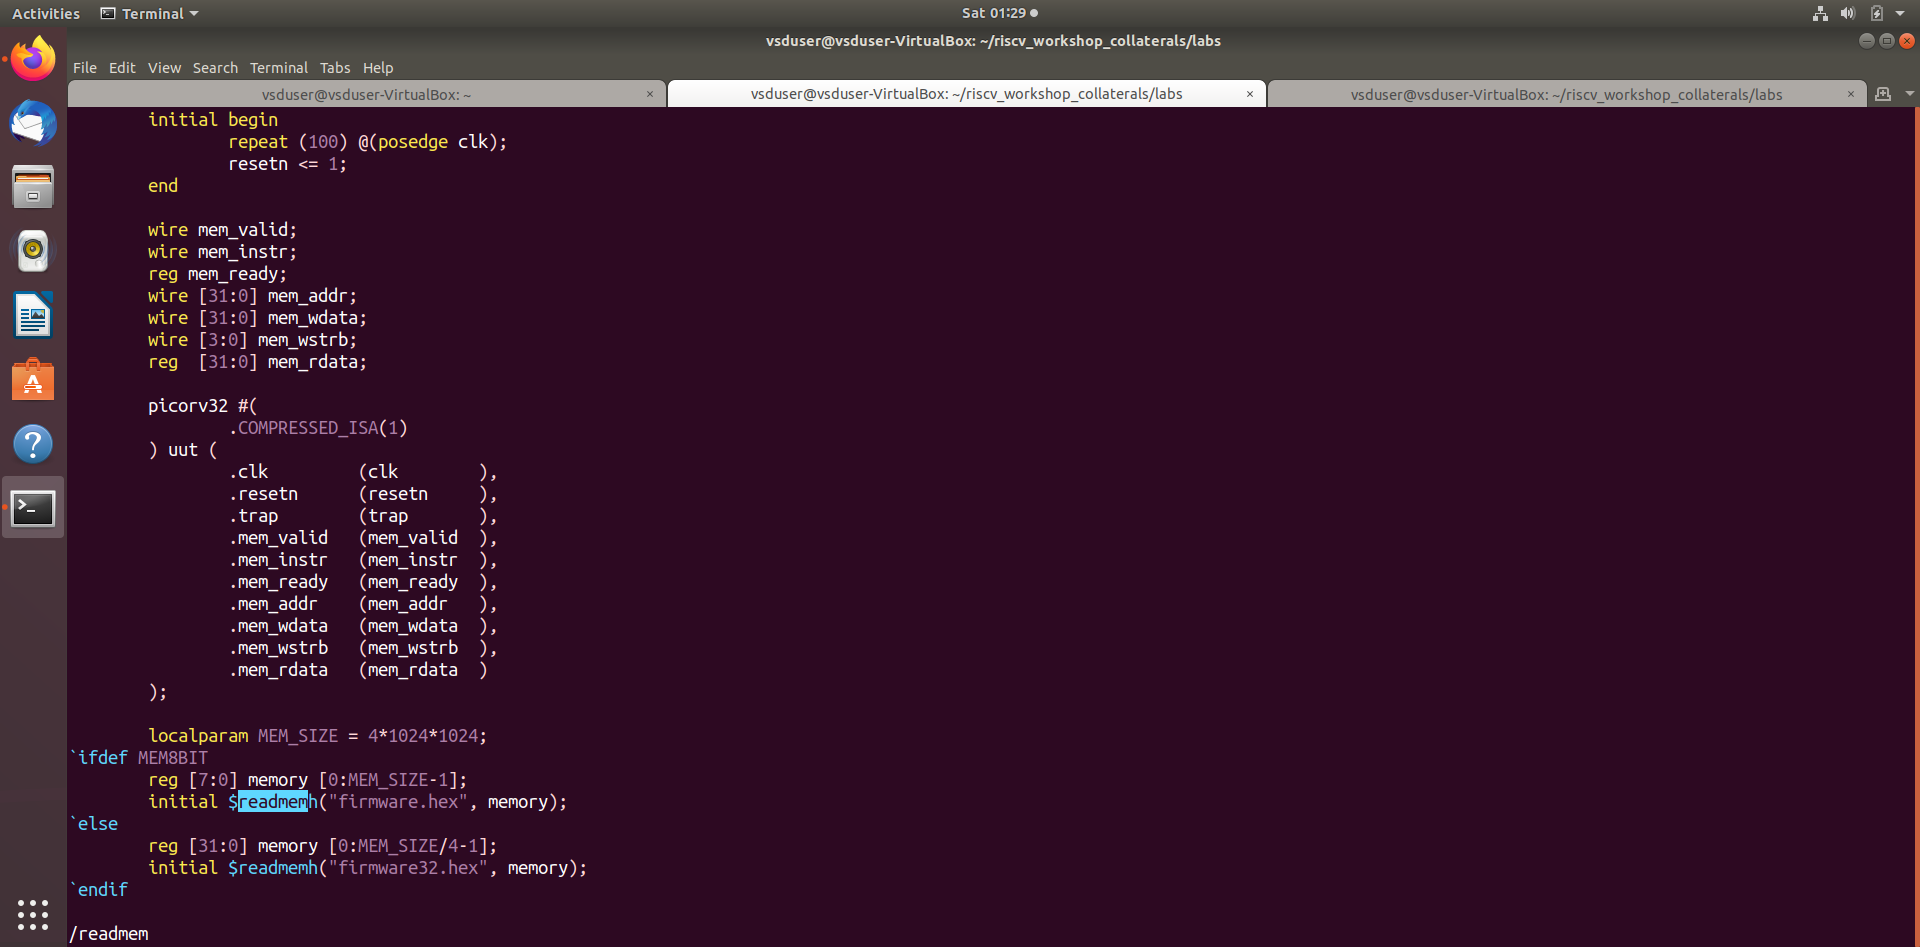 Activities Terminal Sat 01:29
vsduser@vsduser-VirtualBox: ~/riscv_workshop_collaterals/labs
File Edit View Search Terminal Tabs Help
vsduser@vsduser-VirtualBox: ~ × vsduser@vsduser-VirtualBox: ~/riscv_workshop_collaterals/labs × vsduser@vsduser-VirtualBox: ~/riscv_workshop_collaterals/labs ×
initial begin
repeat (100) @(posedge clk);
resetn <= 1;
end
wire mem_valid;
wire mem_instr;
reg mem_ready;
wire [31:0] mem_addr;
wire [31:0] mem_wdata;
wire [3:0] mem_wstrb;
reg  [31:0] mem_rdata;
picorv32 #(
.COMPRESSED_ISA(1)
) uut (
.clk         (clk        ),
.resetn      (resetn     ),
.trap        (trap       ),
.mem_valid   (mem_valid  ),
.mem_instr   (mem_instr  ),
.mem_ready   (mem_ready  ),
.mem_addr    (mem_addr   ),
.mem_wdata   (mem_wdata  ),
.mem_wstrb   (mem_wstrb  ),
.mem_rdata   (mem_rdata  )
);
localparam MEM_SIZE = 4*1024*1024;
`ifdef MEM8BIT
reg [7:0] memory [0:MEM_SIZE-1];
initial $readmemh("firmware.hex", memory);
`else
reg [31:0] memory [0:MEM_SIZE/4-1];
initial $readmemh("firmware32.hex", memory);
`endif
/readmem